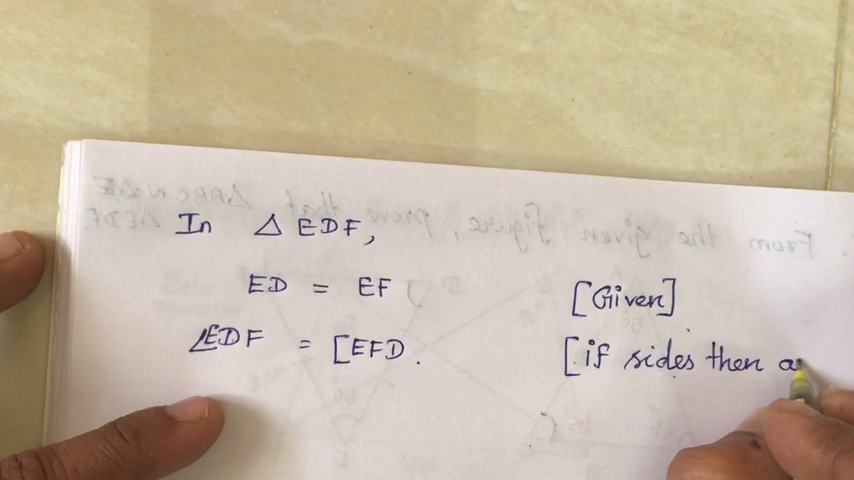 In △ EDF,
ED = EF [Given]
∠EDF = [EFD. [if sides then